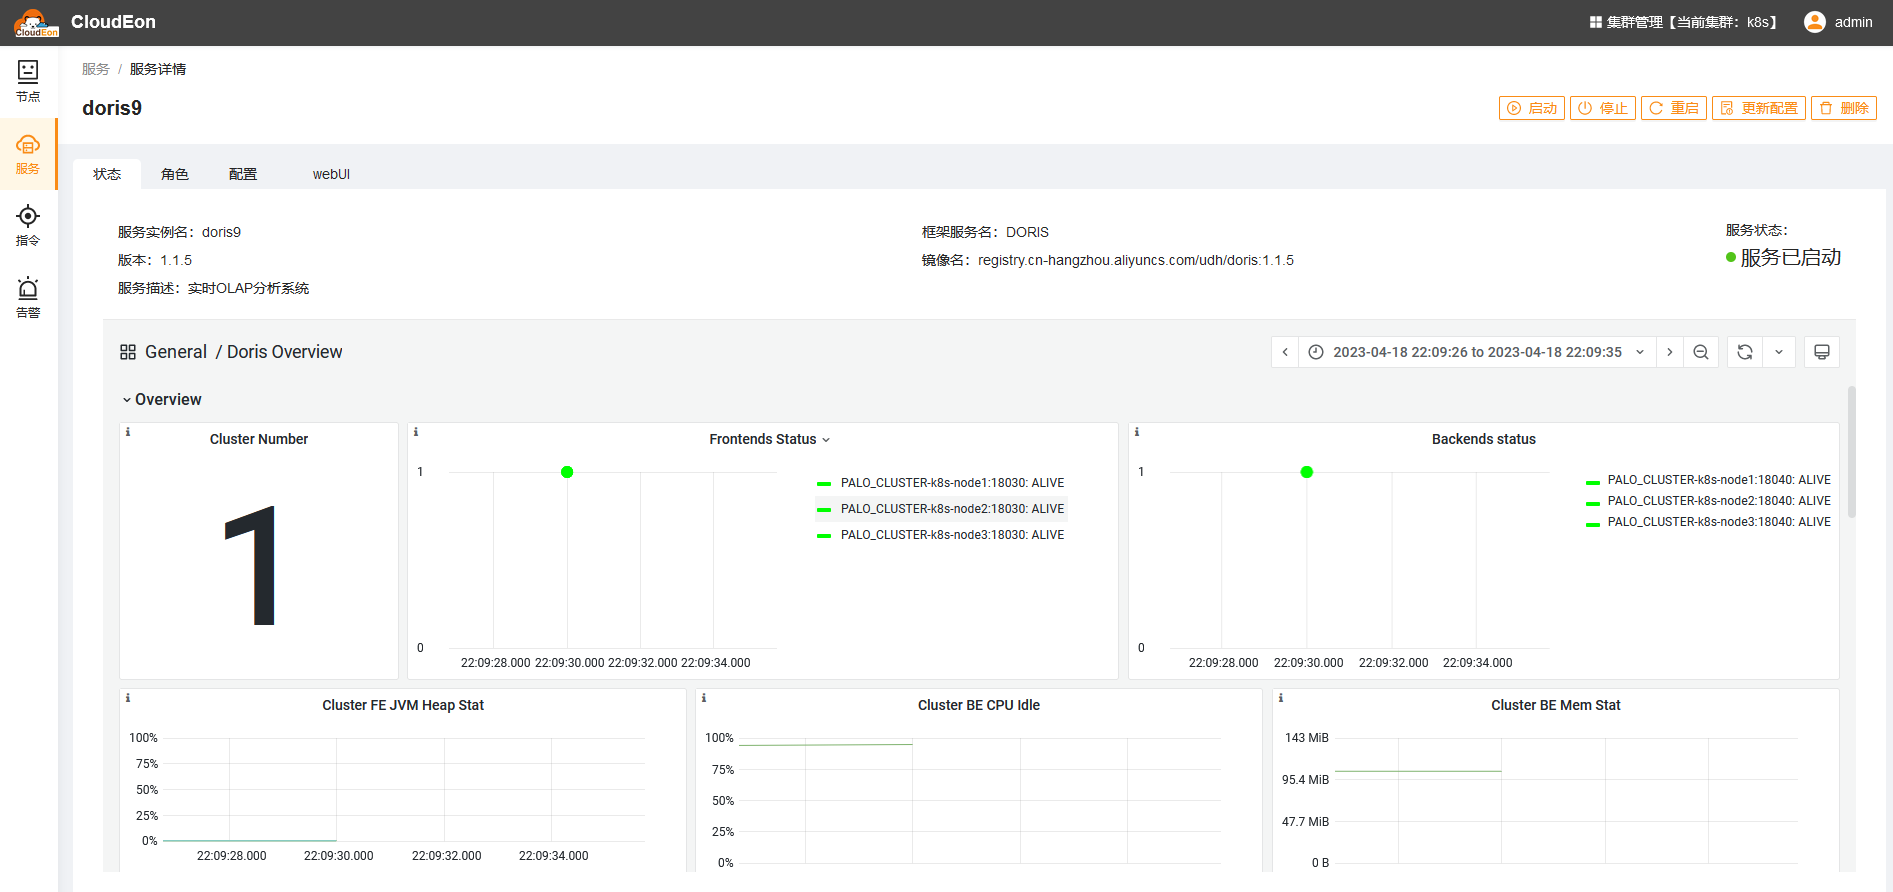 CloudEon
CloudEon
集群管理【当前集群：k8s】
admin
节点
服务
指令
告警
服务 / 服务详情
doris9
启动
停止
重启
更新配置
删除
状态
角色
配置
webUI
服务实例名：doris9
框架服务名：DORIS
服务状态：
版本：1.1.5
镜像名：registry.cn-hangzhou.aliyuncs.com/udh/doris:1.1.5
服务已启动
服务描述：实时OLAP分析系统
General / Doris Overview
2023-04-18 22:09:26 to 2023-04-18 22:09:35
Overview
Cluster Number
1
Frontends Status
1
0
22:09:28.000 22:09:30.000 22:09:32.000 22:09:34.000
PALO_CLUSTER-k8s-node1:18030: ALIVE
PALO_CLUSTER-k8s-node2:18030: ALIVE
PALO_CLUSTER-k8s-node3:18030: ALIVE
Backends status
1
0
22:09:28.000 22:09:30.000 22:09:32.000 22:09:34.000
PALO_CLUSTER-k8s-node1:18040: ALIVE
PALO_CLUSTER-k8s-node2:18040: ALIVE
PALO_CLUSTER-k8s-node3:18040: ALIVE
Cluster FE JVM Heap Stat
100%
75%
50%
25%
0%
22:09:28.000 22:09:30.000 22:09:32.000 22:09:34.000
Cluster BE CPU Idle
100%
75%
50%
25%
0%
Cluster BE Mem Stat
143 MiB
95.4 MiB
47.7 MiB
0 B